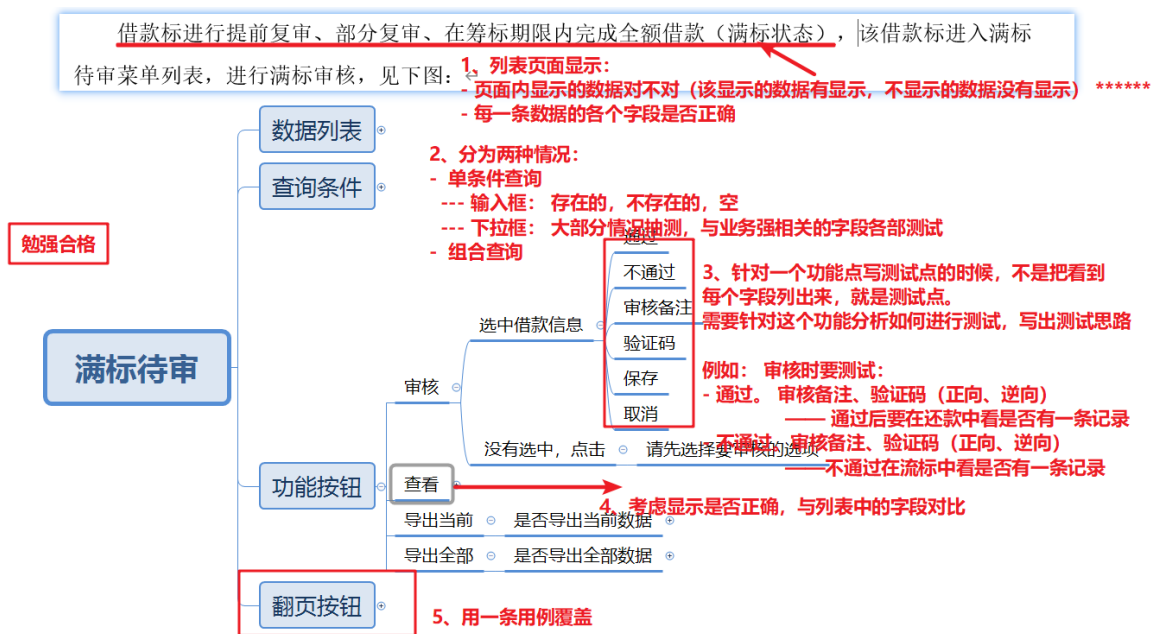 借款标进行提前复审、部分复审、在筹标期限内完成全额借款（满标状态），该借款标进入满标
待审菜单列表，进行满标审核，见下图：
1、列表页面显示：
- 页面内显示的数据对不对（该显示的数据有显示，不显示的数据没有显示） ******
- 每一条数据的各个字段是否正确
数据列表
2、分为两种情况：
- 单条件查询
--- 输入框： 存在的，不存在的，空
--- 下拉框： 大部分情况抽测，与业务强相关的字段各部测试
- 组合查询
查询条件
勉强合格
满标待审
功能按钮
审核
选中借款信息
通过
不通过
审核备注
验证码
保存
取消
3、针对一个功能点写测试点的时候，不是把看到
每个字段列出来，就是测试点。
需要针对这个功能分析如何进行测试，写出测试思路
例如： 审核时要测试：
- 通过。 审核备注、验证码（正向、逆向）
—— 通过后要在还款中看是否有一条记录
- 不通过 审核备注、验证码（正向、逆向）
——不通过在流标中看是否有一条记录
没有选中，点击
请先选择要审核的选项
查看
4、考虑显示是否正确，与列表中的字段对比
导出当前
是否导出当前数据
导出全部
是否导出全部数据
翻页按钮
5、用一条用例覆盖